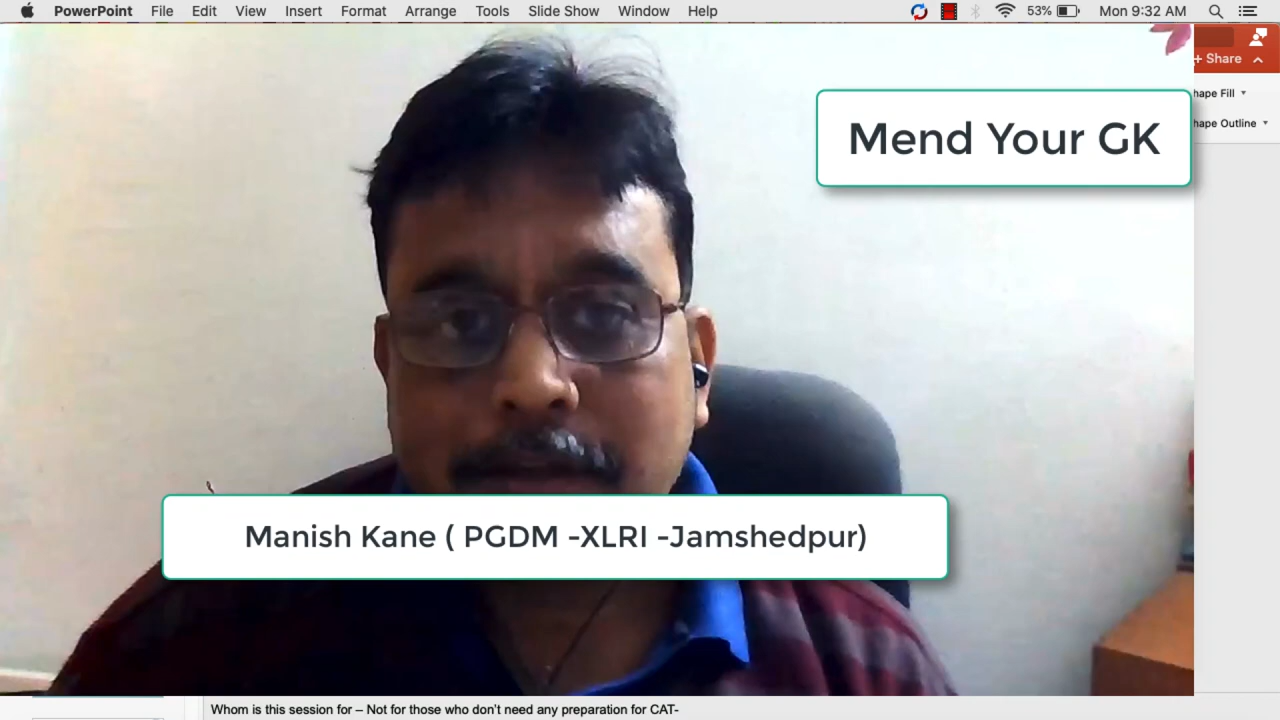 PowerPoint File Edit View Insert Format Arrange Tools Slide Show Window Help 53% Mon 9:32 AM
+ Share
hape Fill
Mend Your GK
hape Outline
Manish Kane ( PGDM -XLRI -Jamshedpur)
Whom is this session for – Not for those who don't need any preparation for CAT-